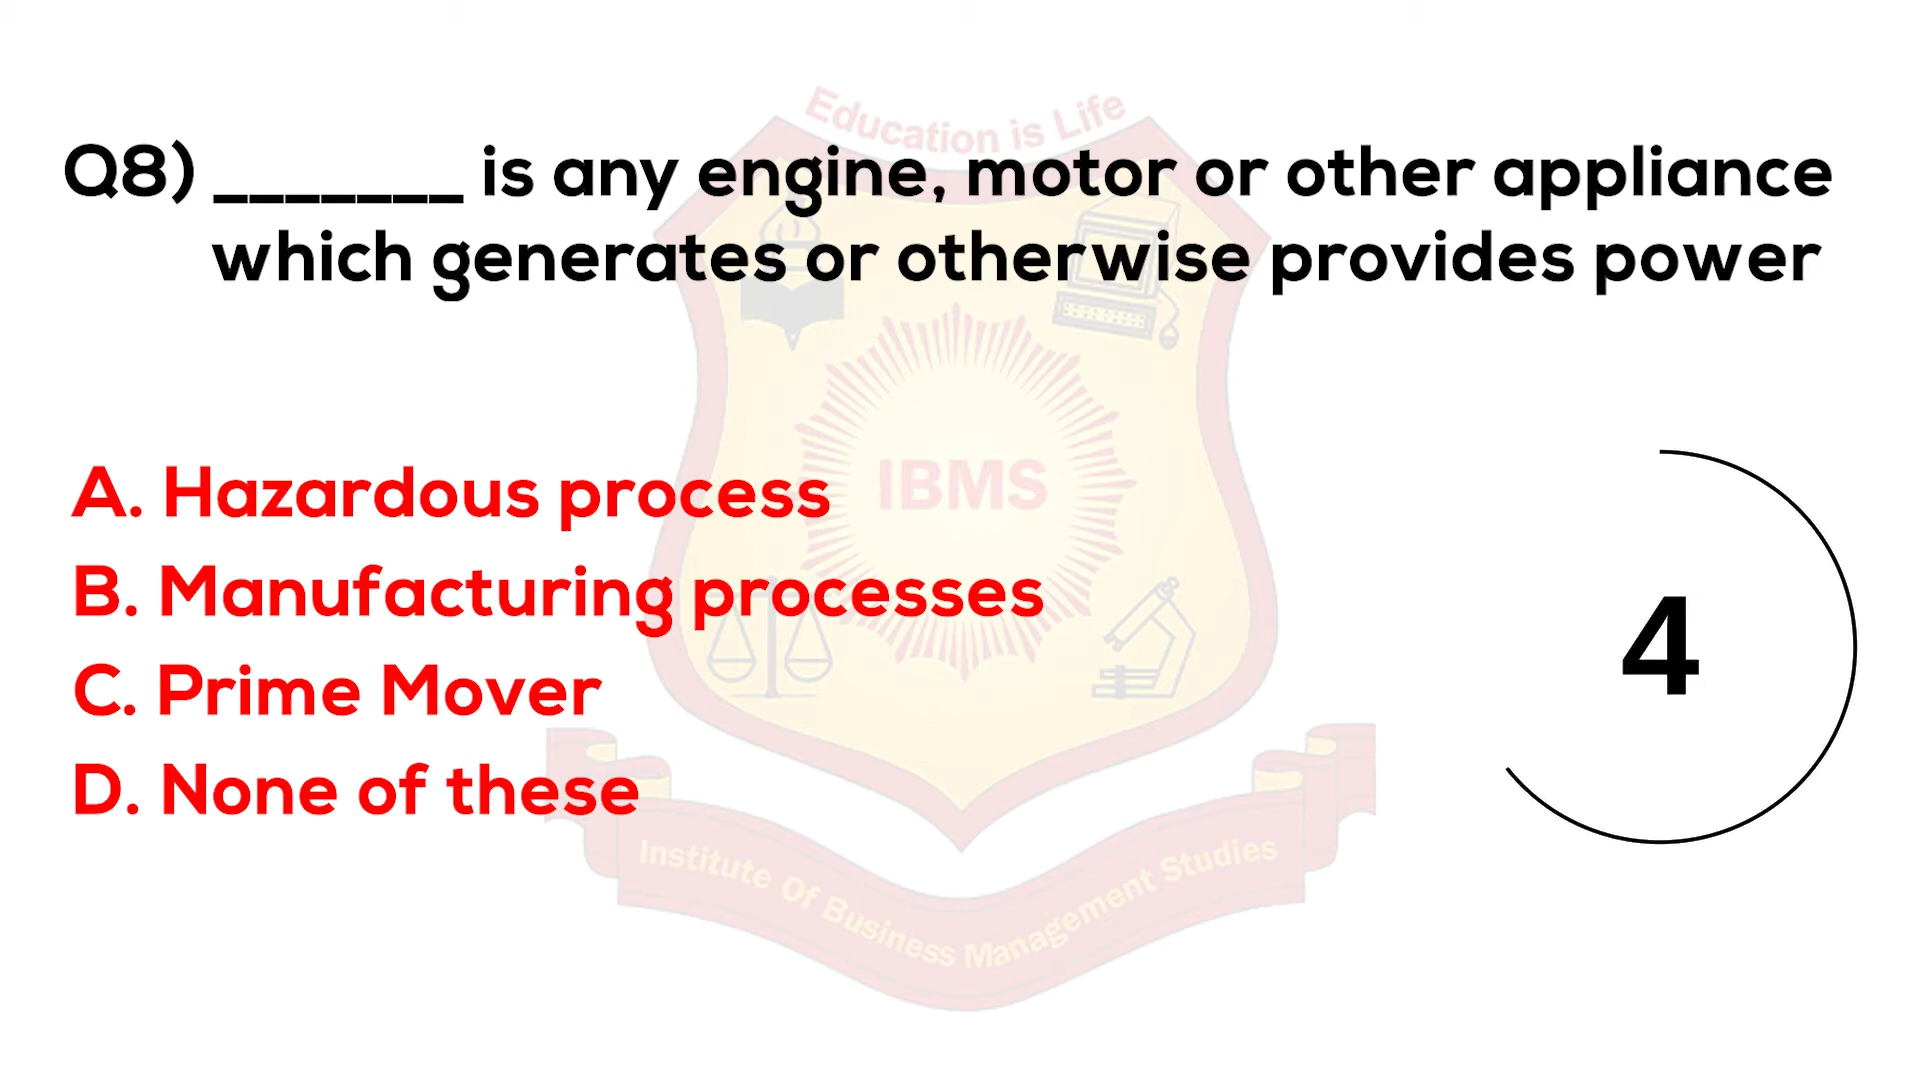 Education is Life
Q8) _______ is any engine, motor or other appliance
which generates or otherwise provides power
IBMS
A. Hazardous process
B. Manufacturing processes
C. Prime Mover
D. None of these
4
Institute Of Business Management Studies